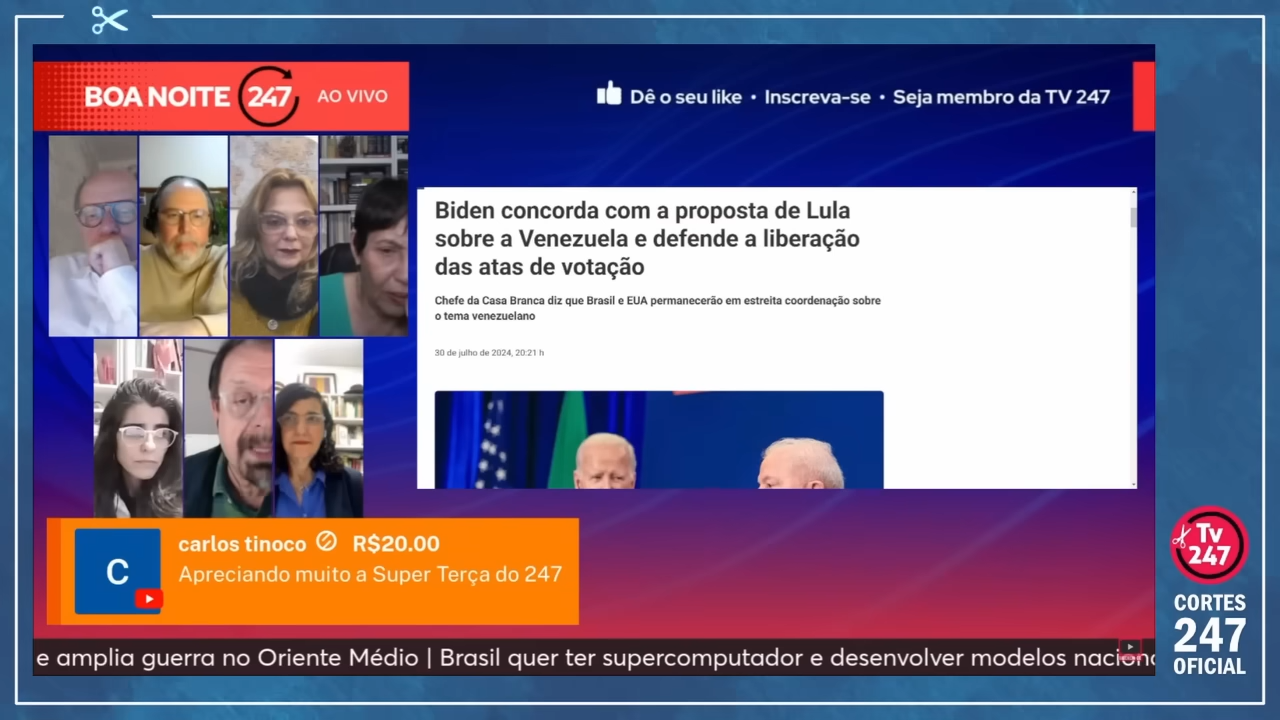 BOA NOITE 247 AO VIVO
Dê o seu like • Inscreva-se • Seja membro da TV 247
Biden concorda com a proposta de Lula
sobre a Venezuela e defende a liberação
das atas de votação
Chefe da Casa Branca diz que Brasil e EUA permanecerão em estreita coordenação sobre
o tema venezuelano
30 de julho de 2024, 20:21 h
C
carlos tinoco R$20.00
Apreciando muito a Super Terça do 247
e amplia guerra no Oriente Médio | Brasil quer ter supercomputador e desenvolver modelos naciona
Tv
247
CORTES
247
OFICIAL